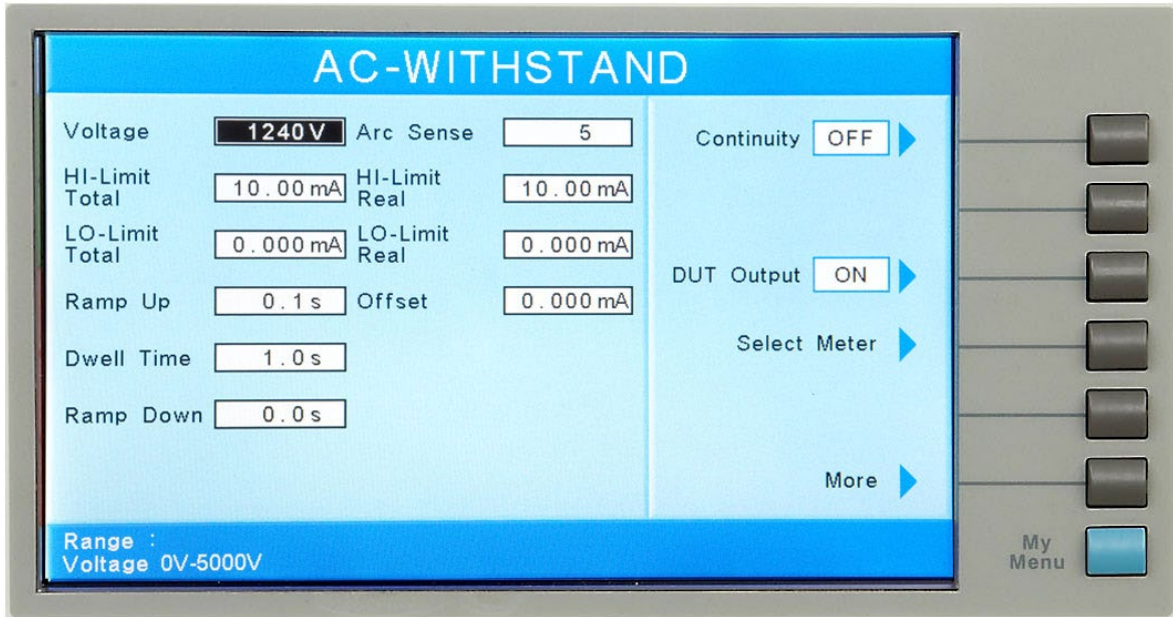 AC-WITHSTAND
Voltage 1240V Arc Sense 5
HI-Limit Total 10.00mA HI-Limit Real 10.00mA
LO-Limit Total 0.000mA LO-Limit Real 0.000mA
Ramp Up 0.1s Offset 0.000mA
Dwell Time 1.0s
Ramp Down 0.0s
Continuity OFF
DUT Output ON
Select Meter
More
Range :
Voltage 0V-5000V
My
Menu